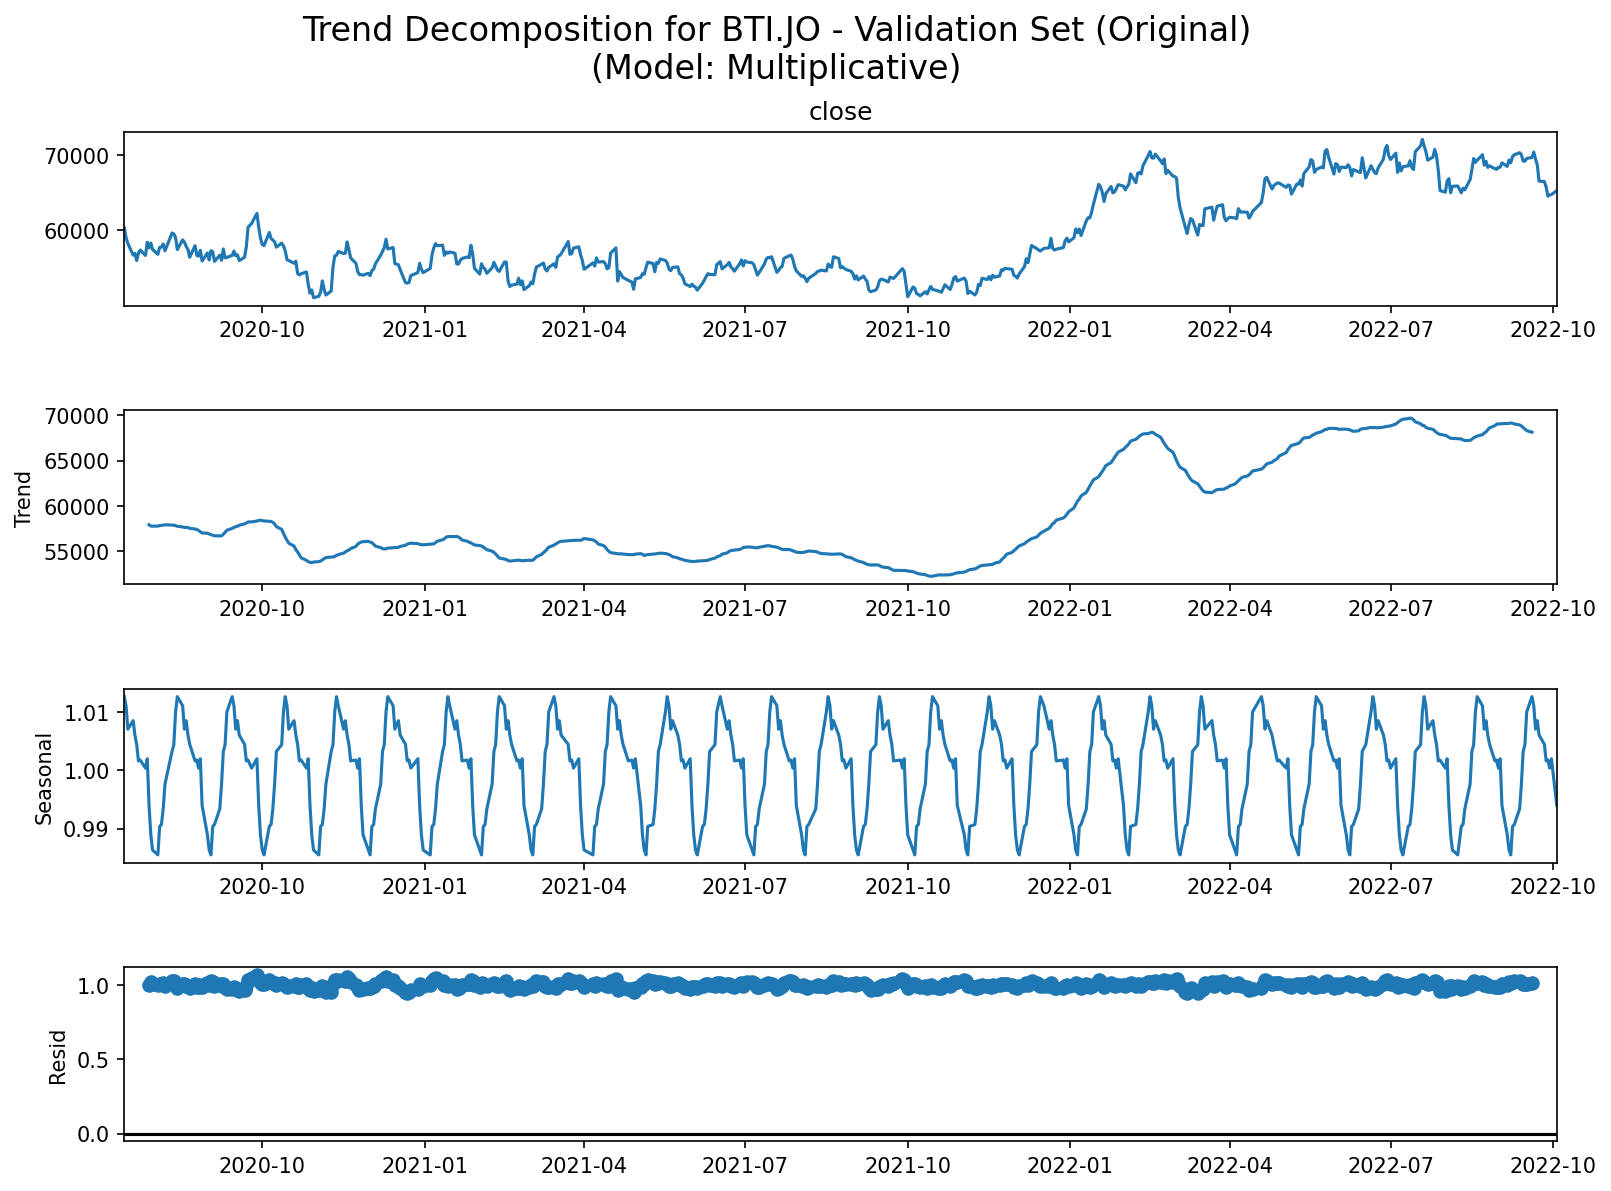 Trend Decomposition for BTI.JO - Validation Set (Original)
(Model: Multiplicative)
close
70000
60000
2020-10 2021-01 2021-04 2021-07 2021-10 2022-01 2022-04 2022-07 2022-10
Trend
70000
65000
60000
55000
2020-10 2021-01 2021-04 2021-07 2021-10 2022-01 2022-04 2022-07 2022-10
Seasonal
1.01
1.00
0.99
2020-10 2021-01 2021-04 2021-07 2021-10 2022-01 2022-04 2022-07 2022-10
Resid
1.0
0.5
0.0
2020-10 2021-01 2021-04 2021-07 2021-10 2022-01 2022-04 2022-07 2022-10